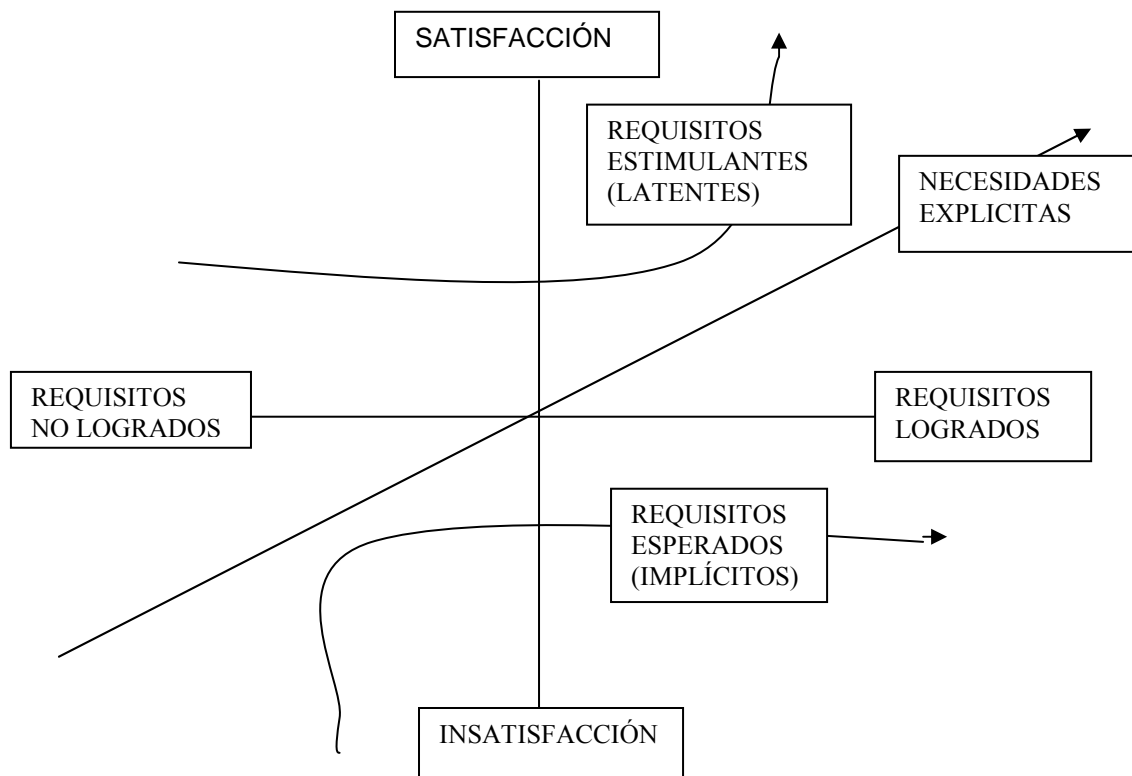 SATISFACCIÓN
REQUISITOS
ESTIMULANTES
(LATENTES)
NECESIDADES
EXPLICITAS
REQUISITOS
NO LOGRADOS
REQUISITOS
LOGRADOS
REQUISITOS
ESPERADOS
(IMPLÍCITOS)
INSATISFACCIÓN